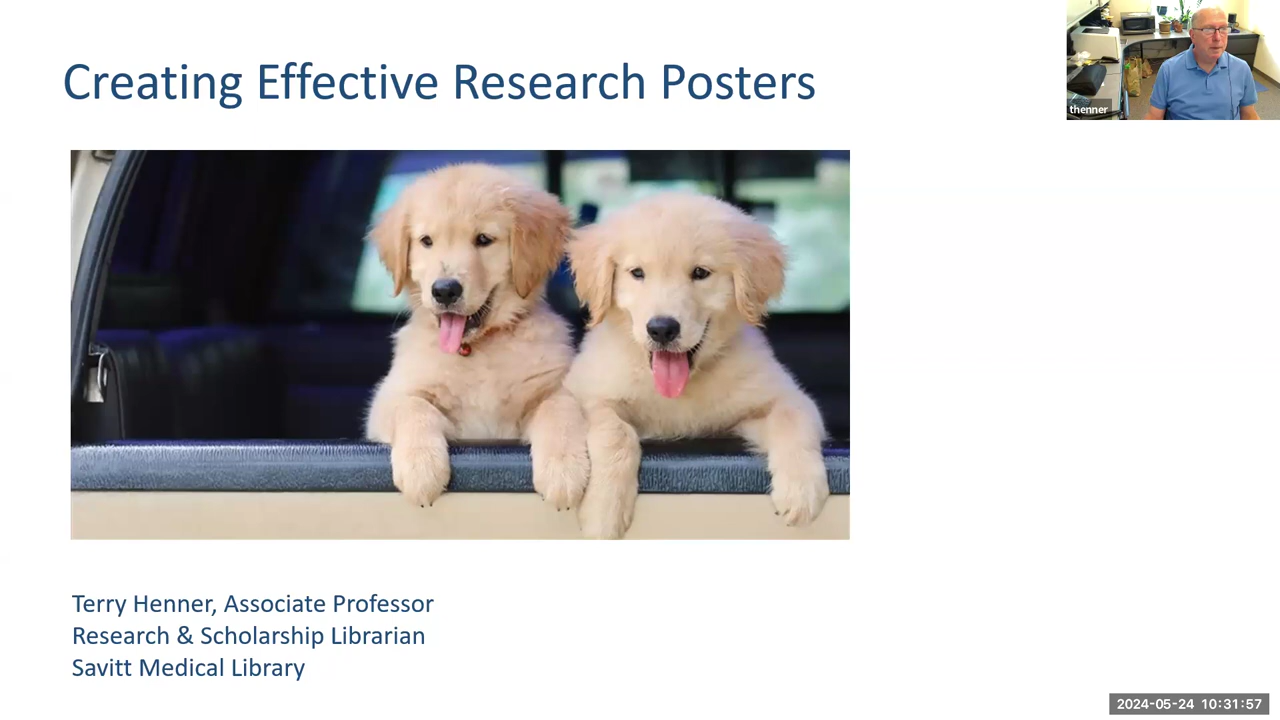 Creating Effective Research Posters
thenner
Terry Henner, Associate Professor
Research & Scholarship Librarian
Savitt Medical Library
2024-05-24 10:31:57